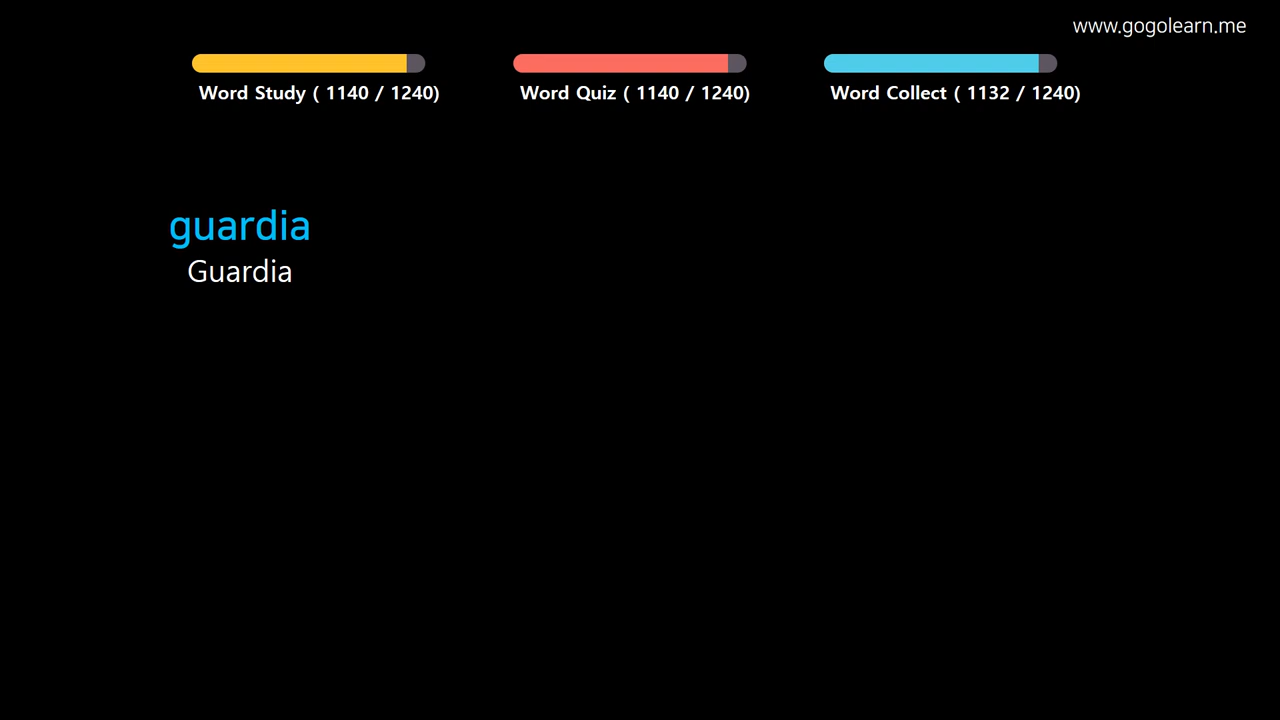 www.gogolearn.me
Word Study ( 1140 / 1240)
Word Quiz ( 1140 / 1240)
Word Collect ( 1132 / 1240)
guardia
Guardia